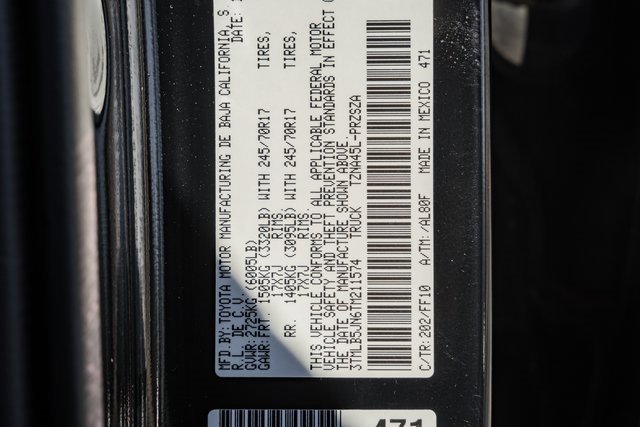 MFD.BY:TOYOTA MOTOR MANUFACTURING DE BAJA CALIFORNIA, S.
R.L. DE C.V. DATE:
GVWR: 2725KG (6005LB)
GAWR:FRT. 1505KG (3320LB) WITH 245/70R17 TIRES,
17X7J RIMS,
RR. 1405KG (3095LB) WITH 245/70R17 TIRES,
17X7J RIMS
THIS VEHICLE CONFORMS TO ALL APPLICABLE FEDERAL MOTOR
VEHICLE SAFETY AND THEFT PREVENTION STANDARDS IN EFFECT
THE DATE OF MANUFACTURE SHOWN ABOVE.
3TMLB5JN6TM211574 TRUCK TZNA45L-PRZSZA
C/TR:202/FF10 A/TM:/AL80F MADE IN MEXICO 471
471